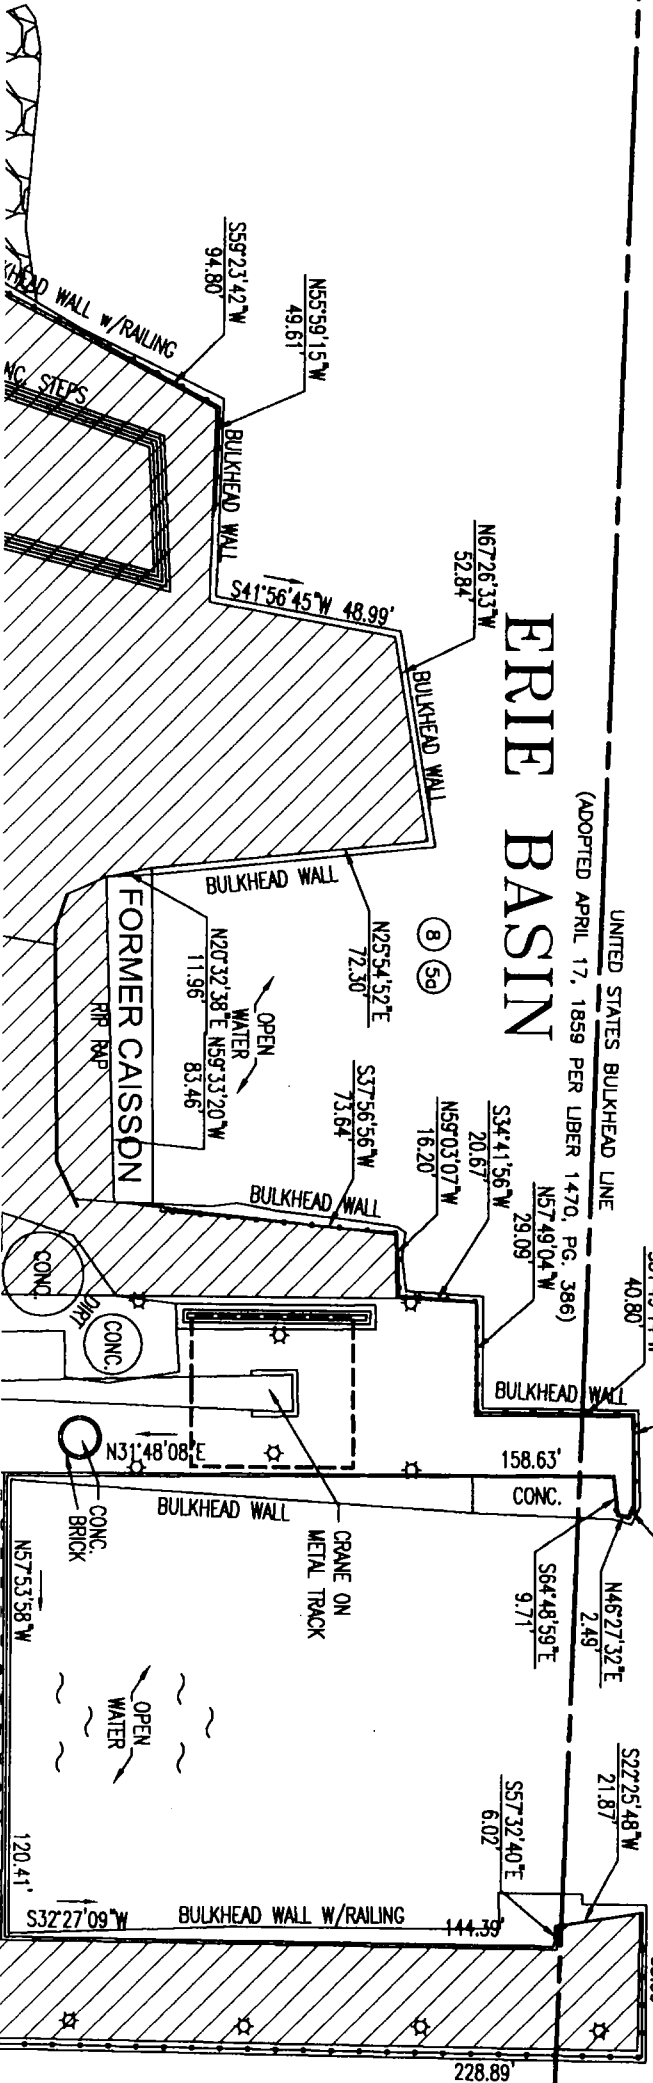 UNITED STATES BULKHEAD LINE
(ADOPTED APRIL 17, 1859 PER LIBER 1470, PG. 386)
ERIE BASIN
S59°23'42"W
94.80'
N55°59'15"W
49.61'
WALL w/RAILING
STEPS
BULKHEAD WALL
S41°56'45"W 48.99'
N67°26'33"W
52.84'
BULKHEAD WALL
BULKHEAD WALL
N25°54'52"E
72.30'
8 5a
FORMER CAISSON
RIP RAP
N20°32'38"E
11.96'
N59°33'20"W
83.46'
OPEN
WATER
S37°56'56"W
73.64'
BULKHEAD WALL
N59°03'07"W
16.20'
S34°41'56"W
20.67'
N57°49'04"W
29.09'
40.80'
BULKHEAD WALL
CONC.
DIRT
CONC.
N31°48'08"E
158.63'
CONC.
CONC.
BRICK
BULKHEAD WALL
CRANE ON
METAL TRACK
S64°48'59"E
9.71'
N46°27'32"E
2.49'
N57°53'58"W
120.41'
OPEN
WATER
S57°32'40"E
6.02'
S22°25'48"W
21.87'
S32°27'09"W
BULKHEAD WALL W/RAILING
144.39'
228.89'